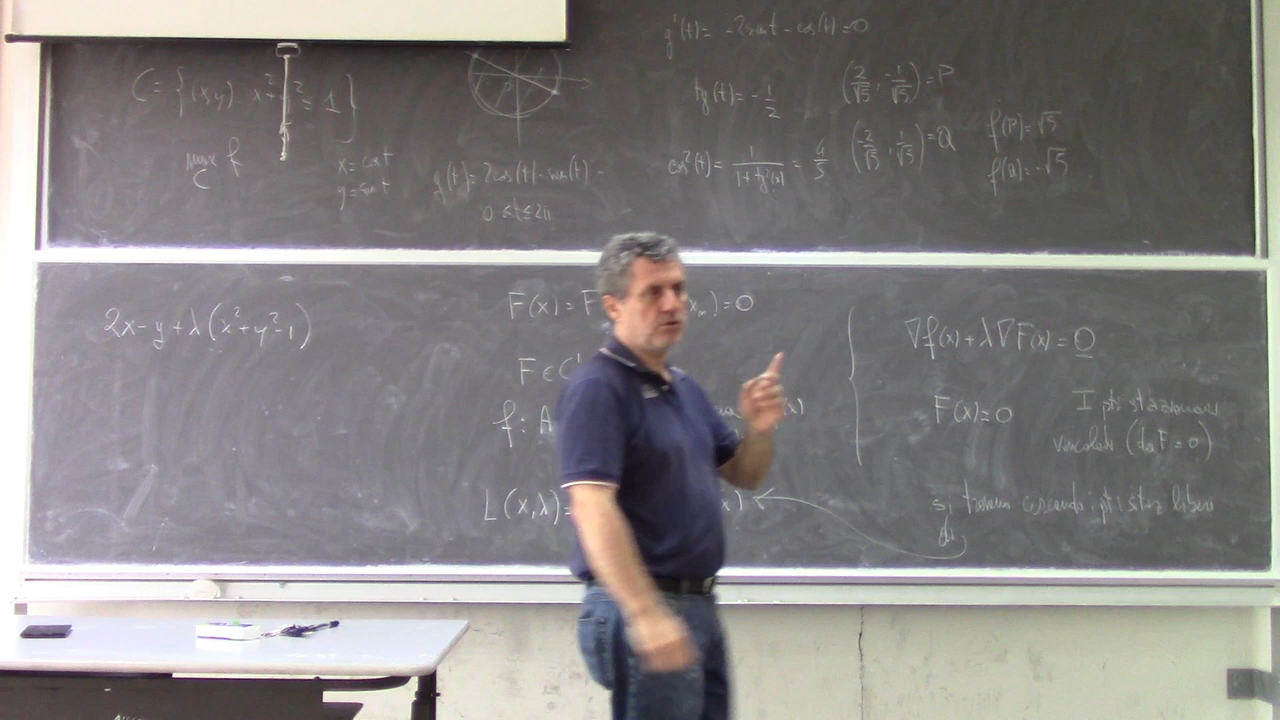 C = {(x,y): x²+y² = 1}
max f
C
x = cos t
y = sin t
g(t) = 2cos(t) - sin(t)
0 ≤ t ≤ 2π
g'(t) = -2sin t - cos(t) = 0
tg(t) = -1/2
(2/√5, -1/√5) = P
cos²(t) = 1/(1+tg²(t)) = 4/5
(-2/√5, 1/√5) = Q
f(P) = √5
f(Q) = -√5
2x-y+λ(x²+y²-1)
F(x) = F xₘ) = 0
F ∈ C¹
f: A x)
L(x,λ) = x)
∇f(x)+λ∇F(x) = 0
F(x) = 0
I pti stazionari
vincolati (da F = 0)
si trovano cercando i pti staz liberi
di